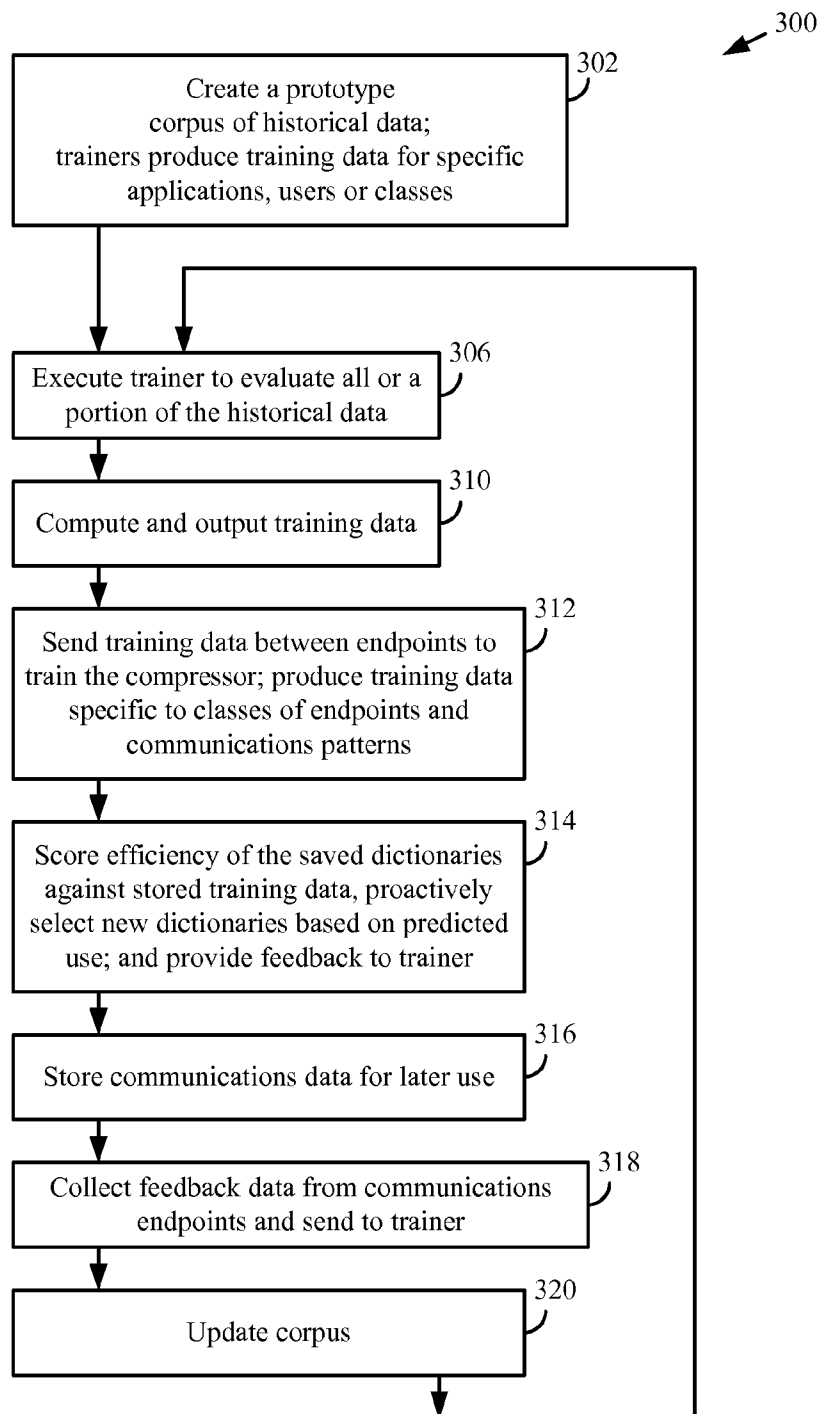 300
302
Create a prototype
corpus of historical data;
trainers produce training data for specific
applications, users or classes
306
Execute trainer to evaluate all or a
portion of the historical data
310
Compute and output training data
312
Send training data between endpoints to
train the compressor; produce training data
specific to classes of endpoints and
communications patterns
314
Score efficiency of the saved dictionaries
against stored training data, proactively
select new dictionaries based on predicted
use; and provide feedback to trainer
316
Store communications data for later use
318
Collect feedback data from communications
endpoints and send to trainer
320
Update corpus